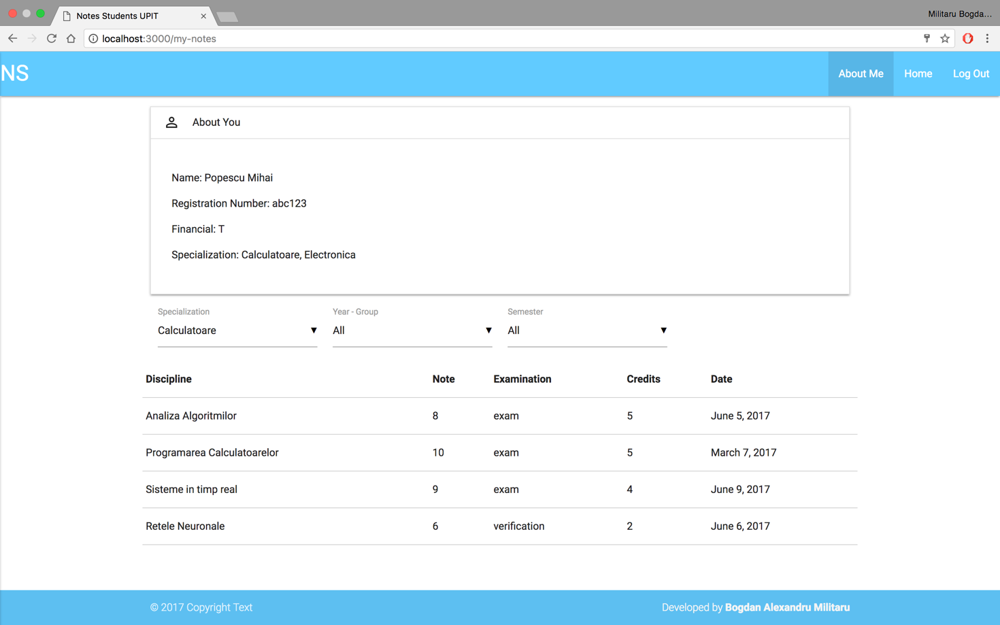 Notes Students UPIT
Militaru Bogda...
localhost:3000/my-notes
NS
About Me Home Log Out
About You
Name: Popescu Mihai
Registration Number: abc123
Financial: T
Specialization: Calculatoare, Electronica
Specialization Year - Group Semester
Calculatoare All All
Discipline Note Examination Credits Date
Analiza Algoritmilor 8 exam 5 June 5, 2017
Programarea Calculatoarelor 10 exam 5 March 7, 2017
Sisteme in timp real 9 exam 4 June 9, 2017
Retele Neuronale 6 verification 2 June 6, 2017
© 2017 Copyright Text Developed by Bogdan Alexandru Militaru